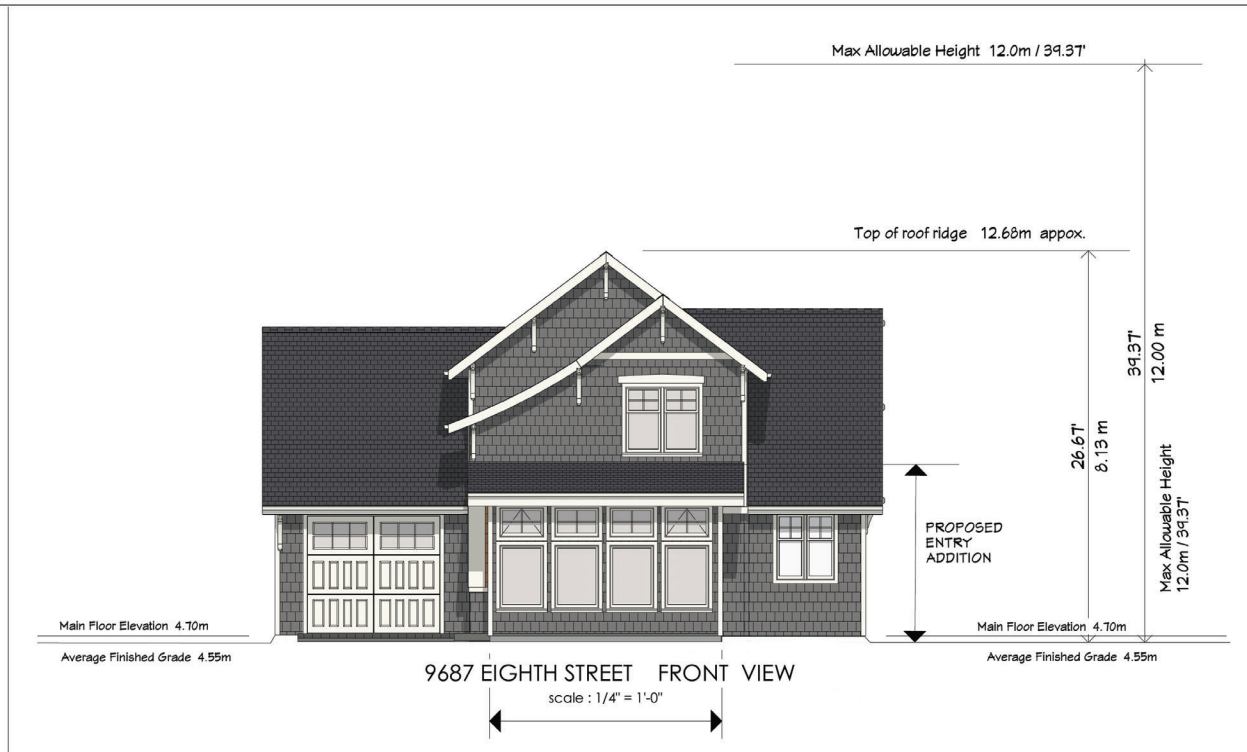 Max Allowable Height 12.0m / 39.37'
Top of roof ridge 12.68m appox.
39.37'
12.00 m
26.67'
8.13 m
Max Allowable Height
12.0m / 39.37'
PROPOSED
ENTRY
ADDITION
Main Floor Elevation 4.70m
Main Floor Elevation 4.70m
Average Finished Grade 4.55m
Average Finished Grade 4.55m
9687 EIGHTH STREET FRONT VIEW
scale : 1/4" = 1'-0"